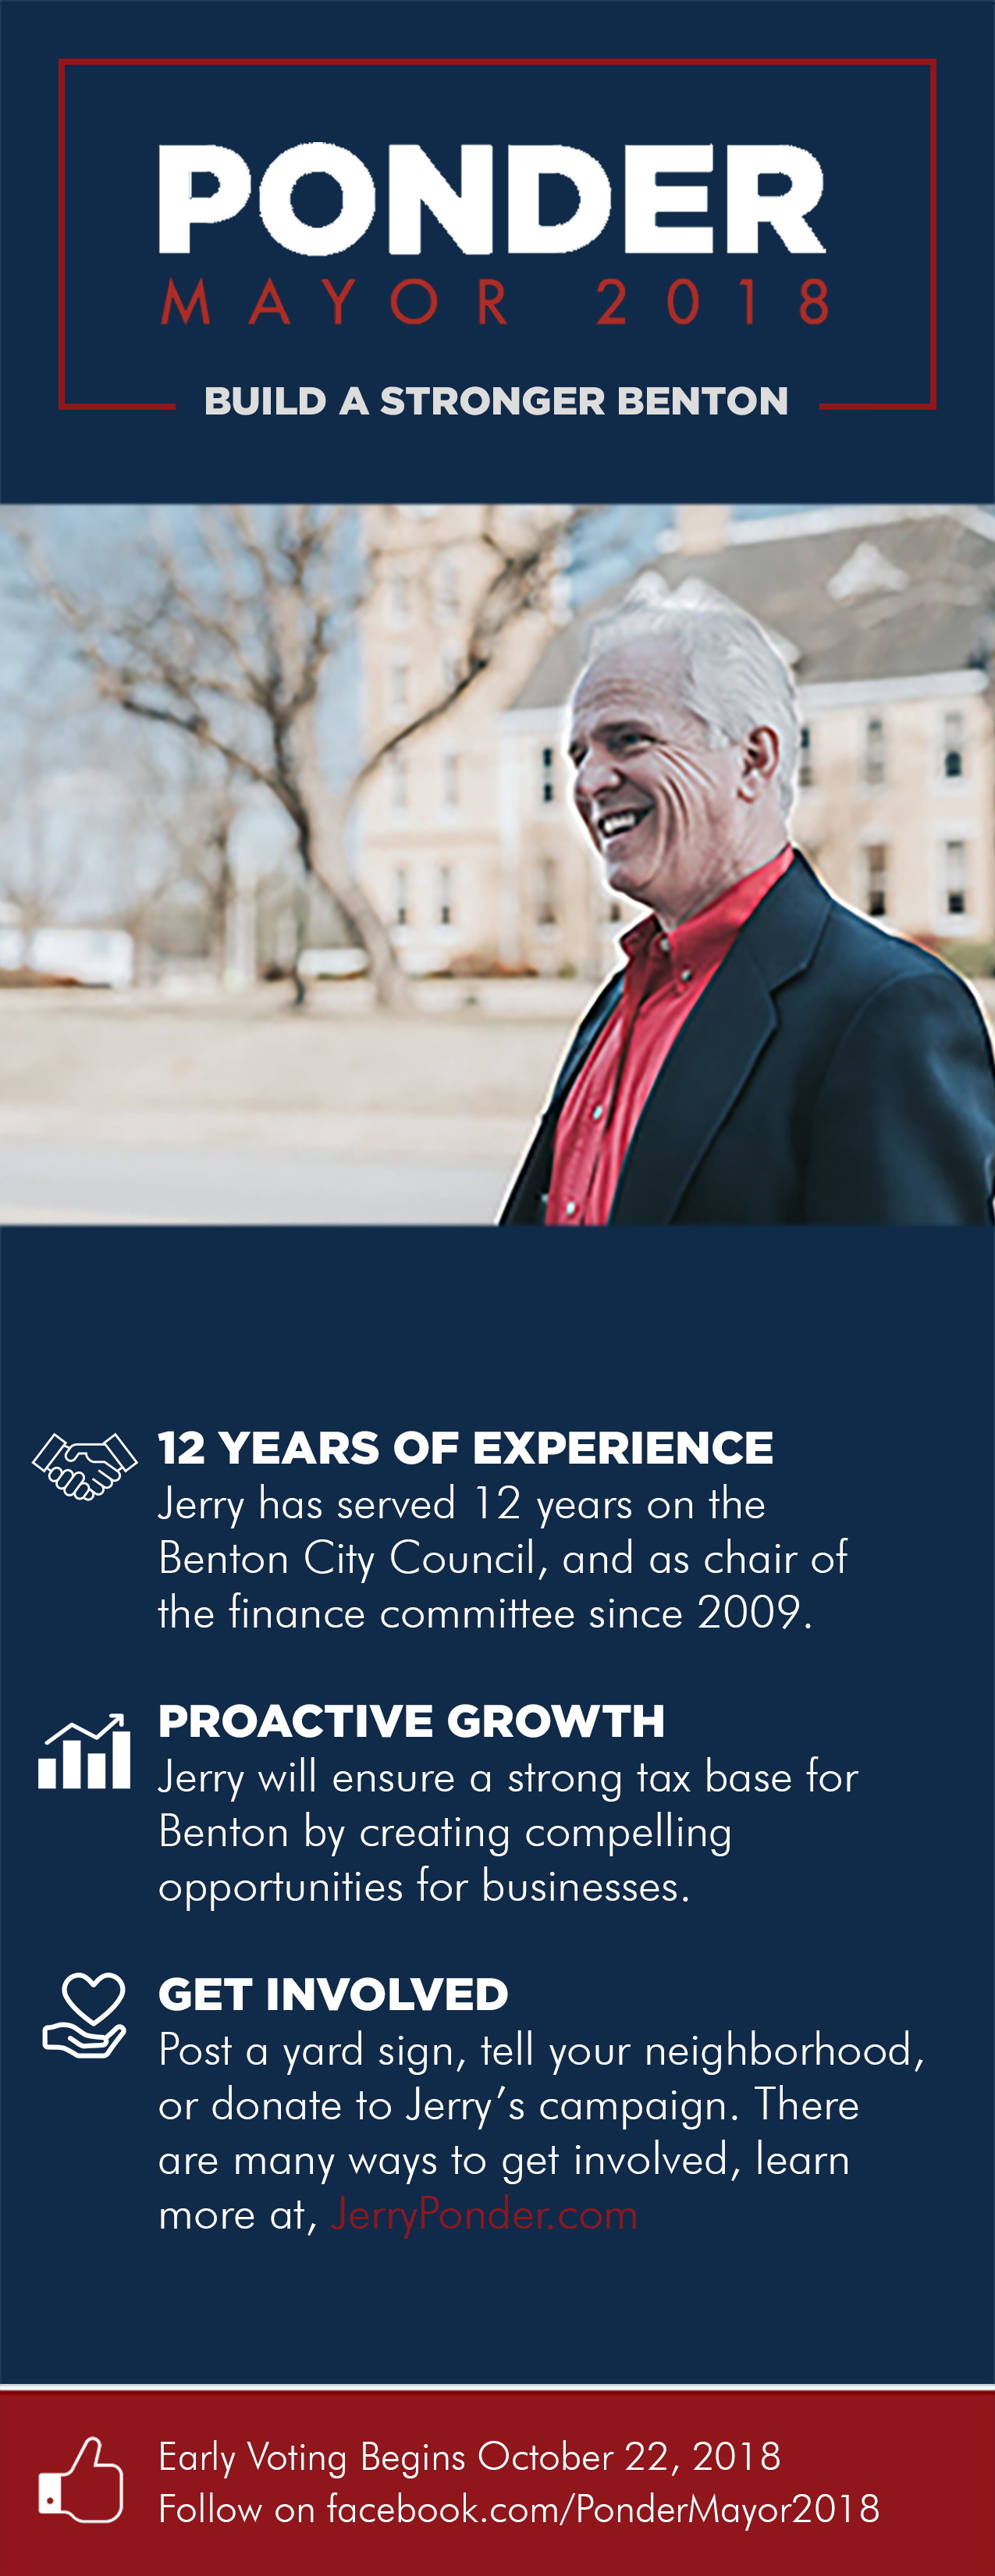 PONDER
MAYOR 2018
BUILD A STRONGER BENTON
12 YEARS OF EXPERIENCE
Jerry has served 12 years on the
Benton City Council, and as chair of
the finance committee since 2009.
PROACTIVE GROWTH
Jerry will ensure a strong tax base for
Benton by creating compelling
opportunities for businesses.
GET INVOLVED
Post a yard sign, tell your neighborhood,
or donate to Jerry’s campaign. There
are many ways to get involved, learn
more at, JerryPonder.com
Early Voting Begins October 22, 2018
Follow on facebook.com/PonderMayor2018